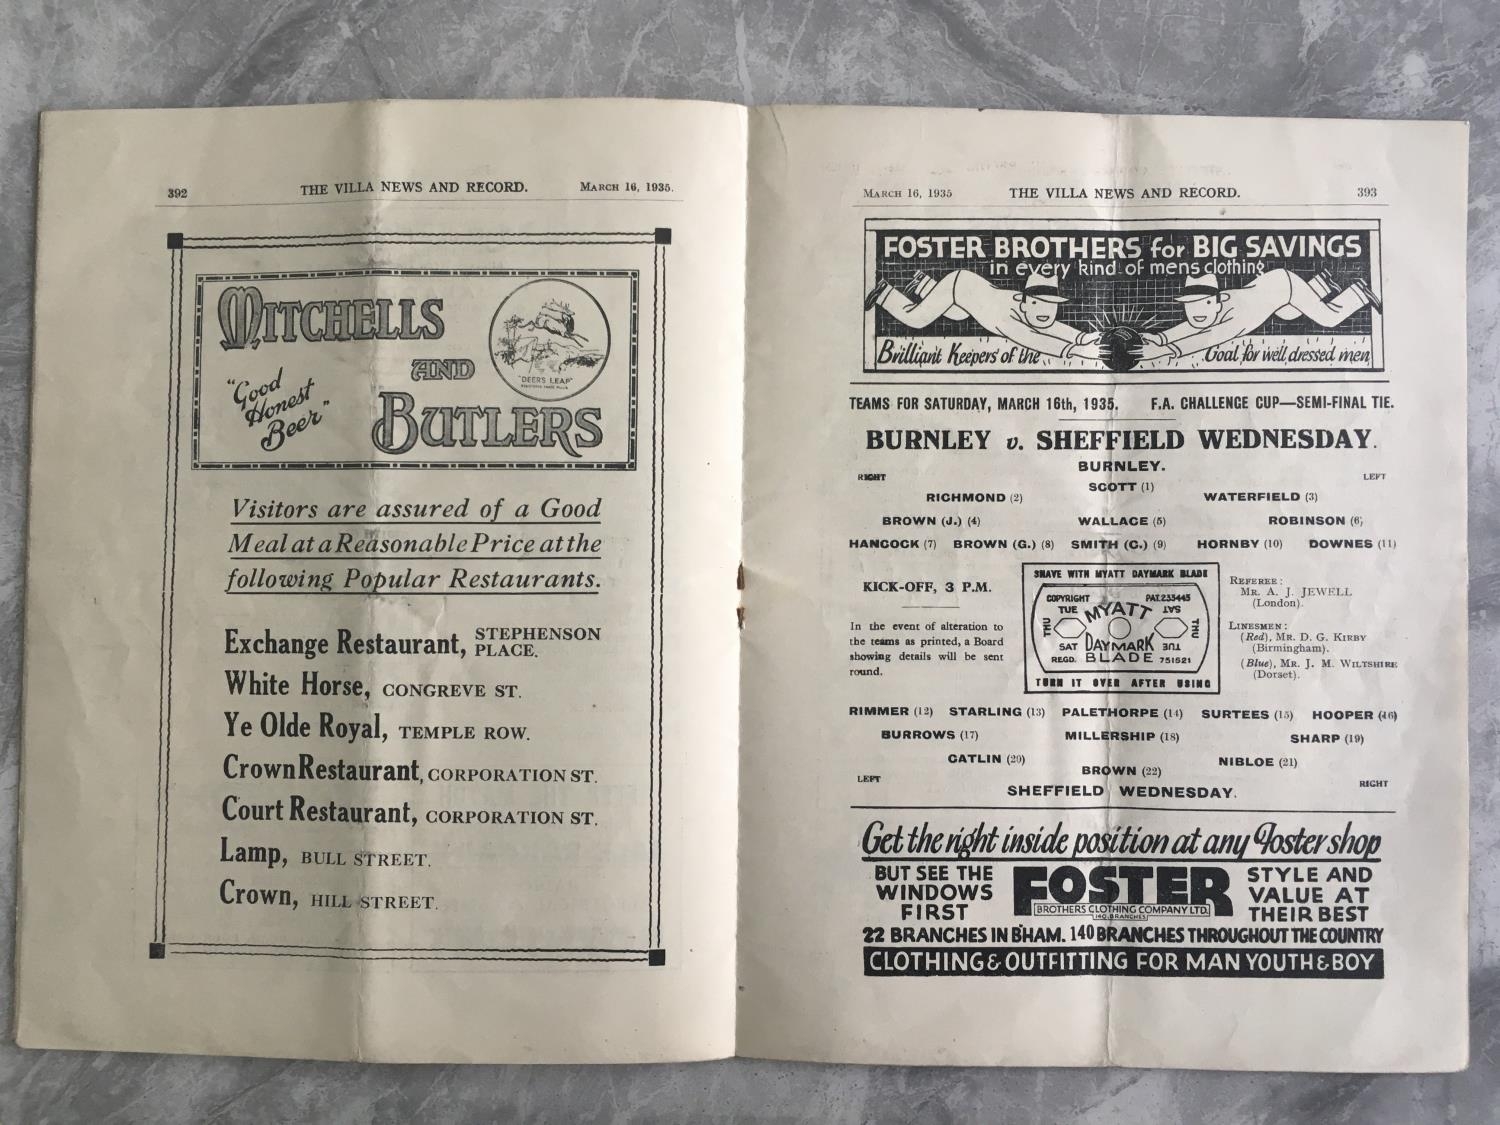 392
THE VILLA NEWS AND RECORD.
MARCH 16, 1935.
MITCHELLS
AND
BUTLERS
"Good
Honest
Beer"
"DEERS LEAP"
Visitors are assured of a Good
Meal at a Reasonable Price at the
following Popular Restaurants.
Exchange Restaurant, STEPHENSON PLACE.
White Horse, CONGREVE ST.
Ye Olde Royal, TEMPLE ROW.
Crown Restaurant, CORPORATION ST.
Court Restaurant, CORPORATION ST.
Lamp, BULL STREET.
Crown, HILL STREET.
MARCH 16, 1935
THE VILLA NEWS AND RECORD.
393
FOSTER BROTHERS for BIG SAVINGS
in every kind of mens clothing
Brilliant Keepers of the . . . Goal for well dressed men
TEAMS FOR SATURDAY, MARCH 16th, 1935. F.A. CHALLENGE CUP—SEMI-FINAL TIE.
BURNLEY v. SHEFFIELD WEDNESDAY.
BURNLEY.
RIGHT LEFT
SCOTT (1)
RICHMOND (2) WATERFIELD (3)
BROWN (J.) (4) WALLACE (5) ROBINSON (6)
HANCOCK (7) BROWN (G.) (8) SMITH (C.) (9) HORNBY (10) DOWNES (11)
KICK-OFF, 3 P.M.
In the event of alteration to
the teams as printed, a Board
showing details will be sent
round.
SHAVE WITH MYATT DAYMARK BLADE
COPYRIGHT PAT.233445
TUE MYATT SAT
THU THU
SAT DAYMARK TUE
REGD. BLADE 751521
TURN IT OVER AFTER USING
REFEREE:
MR. A. J. JEWELL
(London).
LINESMEN:
(Red), MR. D. G. KIRBY
(Birmingham).
(Blue), MR. J. M. WILTSHIRE
(Dorset).
RIMMER (12) STARLING (13) PALETHORPE (14) SURTEES (15) HOOPER (16)
BURROWS (17) MILLERSHIP (18) SHARP (19)
CATLIN (20) NIBLOE (21)
BROWN (22)
LEFT RIGHT
SHEFFIELD WEDNESDAY.
Get the right inside position at any Foster shop
BUT SEE THE
WINDOWS
FIRST
FOSTER
BROTHERS CLOTHING COMPANY LTD.
140 BRANCHES
STYLE AND
VALUE AT
THEIR BEST
22 BRANCHES IN B'HAM. 140 BRANCHES THROUGHOUT THE COUNTRY
CLOTHING & OUTFITTING FOR MAN YOUTH & BOY